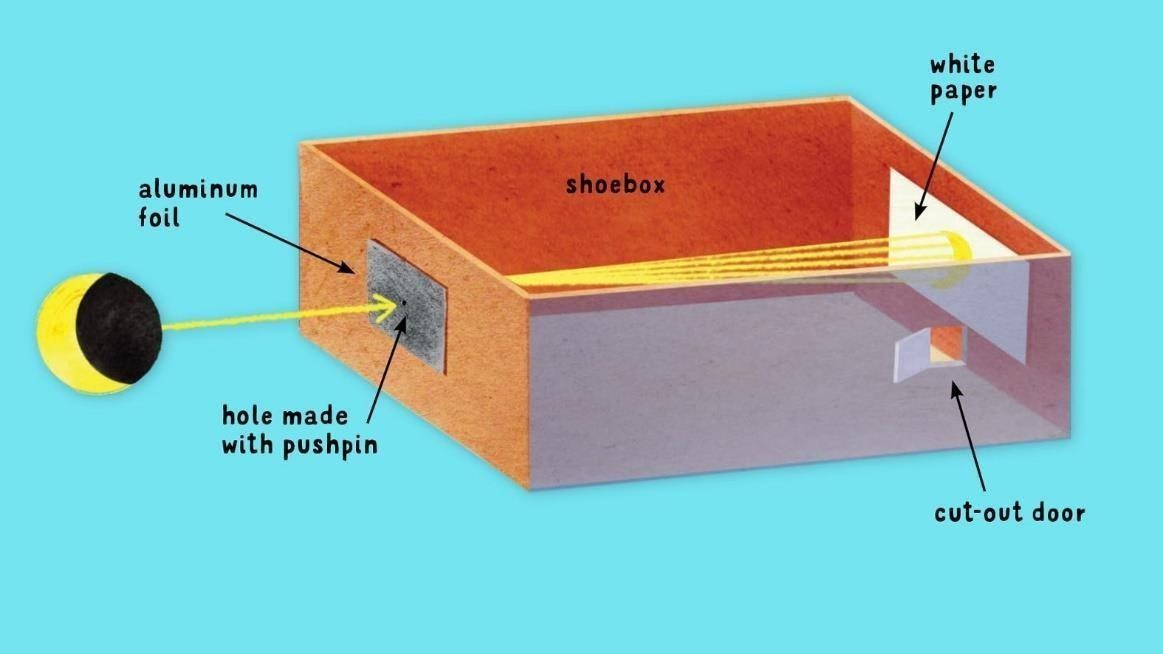 white
paper
shoebox
aluminum
foil
hole made
with pushpin
cut-out door